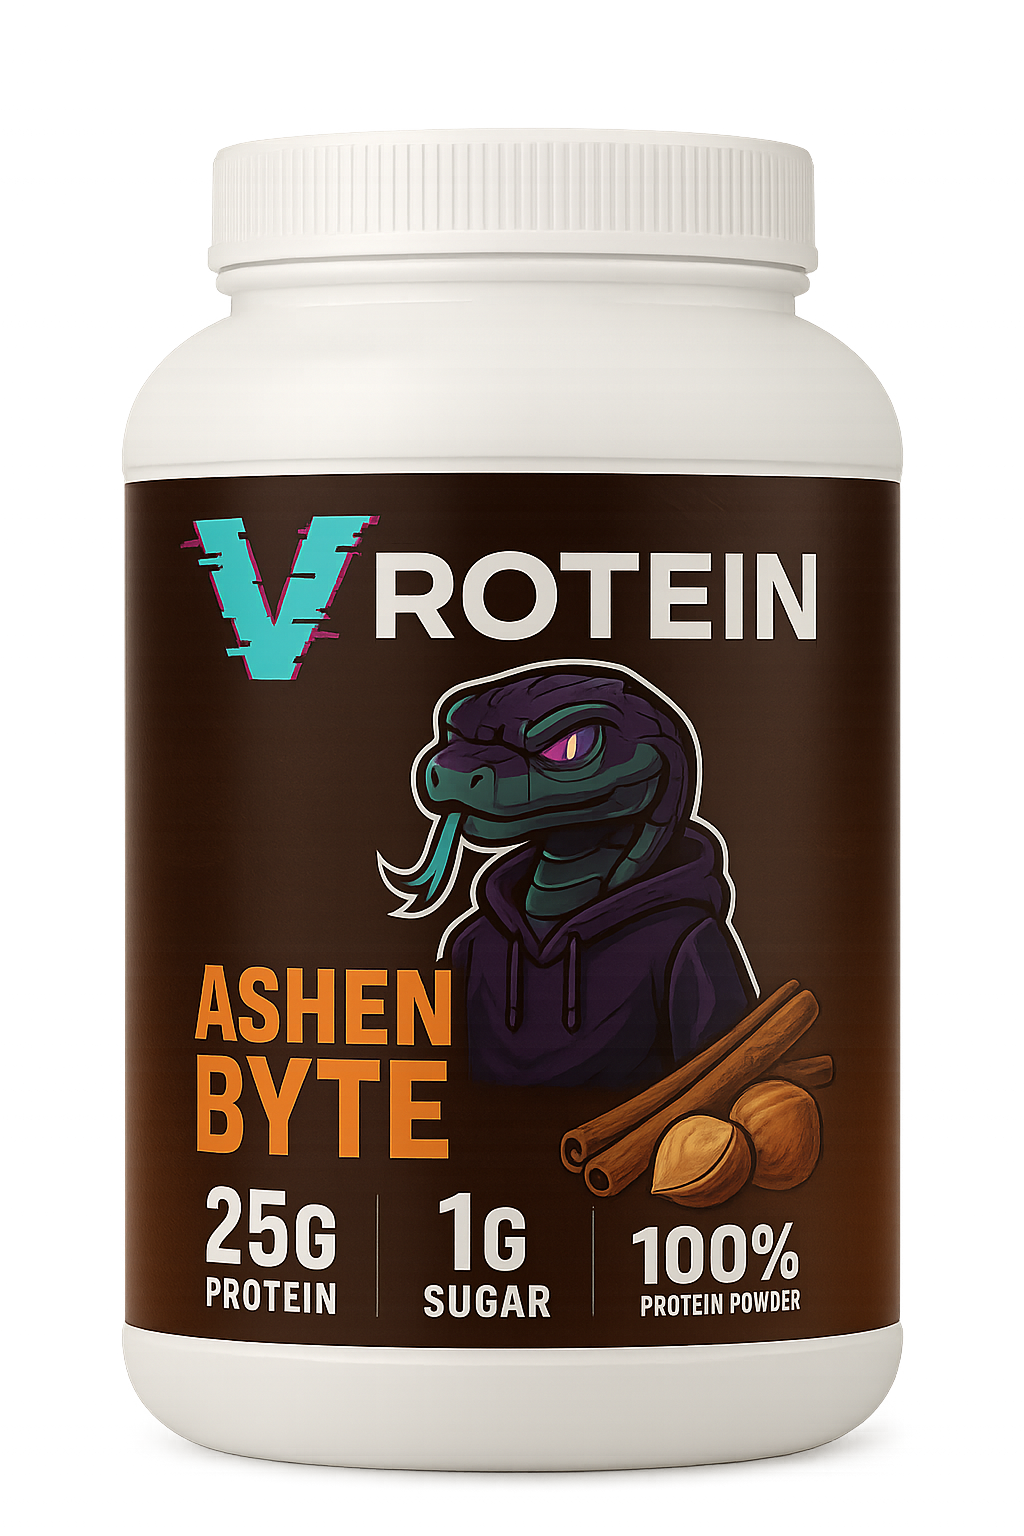 VROTEIN
ASHEN
BYTE
25G
PROTEIN
1G
SUGAR
100%
PROTEIN POWDER